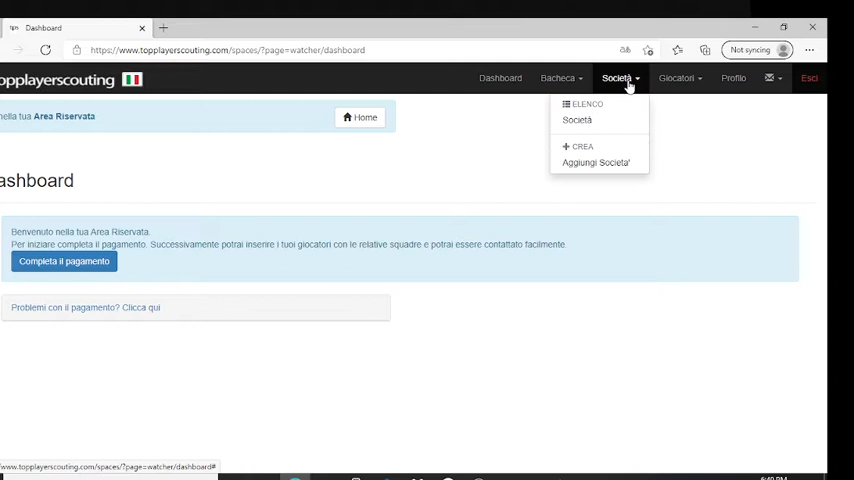 Dashboard
https://www.topplayerscouting.com/spaces/?page=watcher/dashboard
Not syncing
opplayerscouting
Dashboard Bacheca Società Giocatori Profilo Esci
nella tua Area Riservata
Home
ELENCO
Società
CREA
Aggiungi Societa'
ashboard
Benvenuto nella tua Area Riservata.
Per iniziare completa il pagamento. Successivamente potrai inserire i tuoi giocatori con le relative squadre e potrai essere contattato facilmente.
Completa il pagamento
Problemi con il pagamento? Clicca qui
www.topplayerscouting.com/spaces/?page=watcher/dashboard#